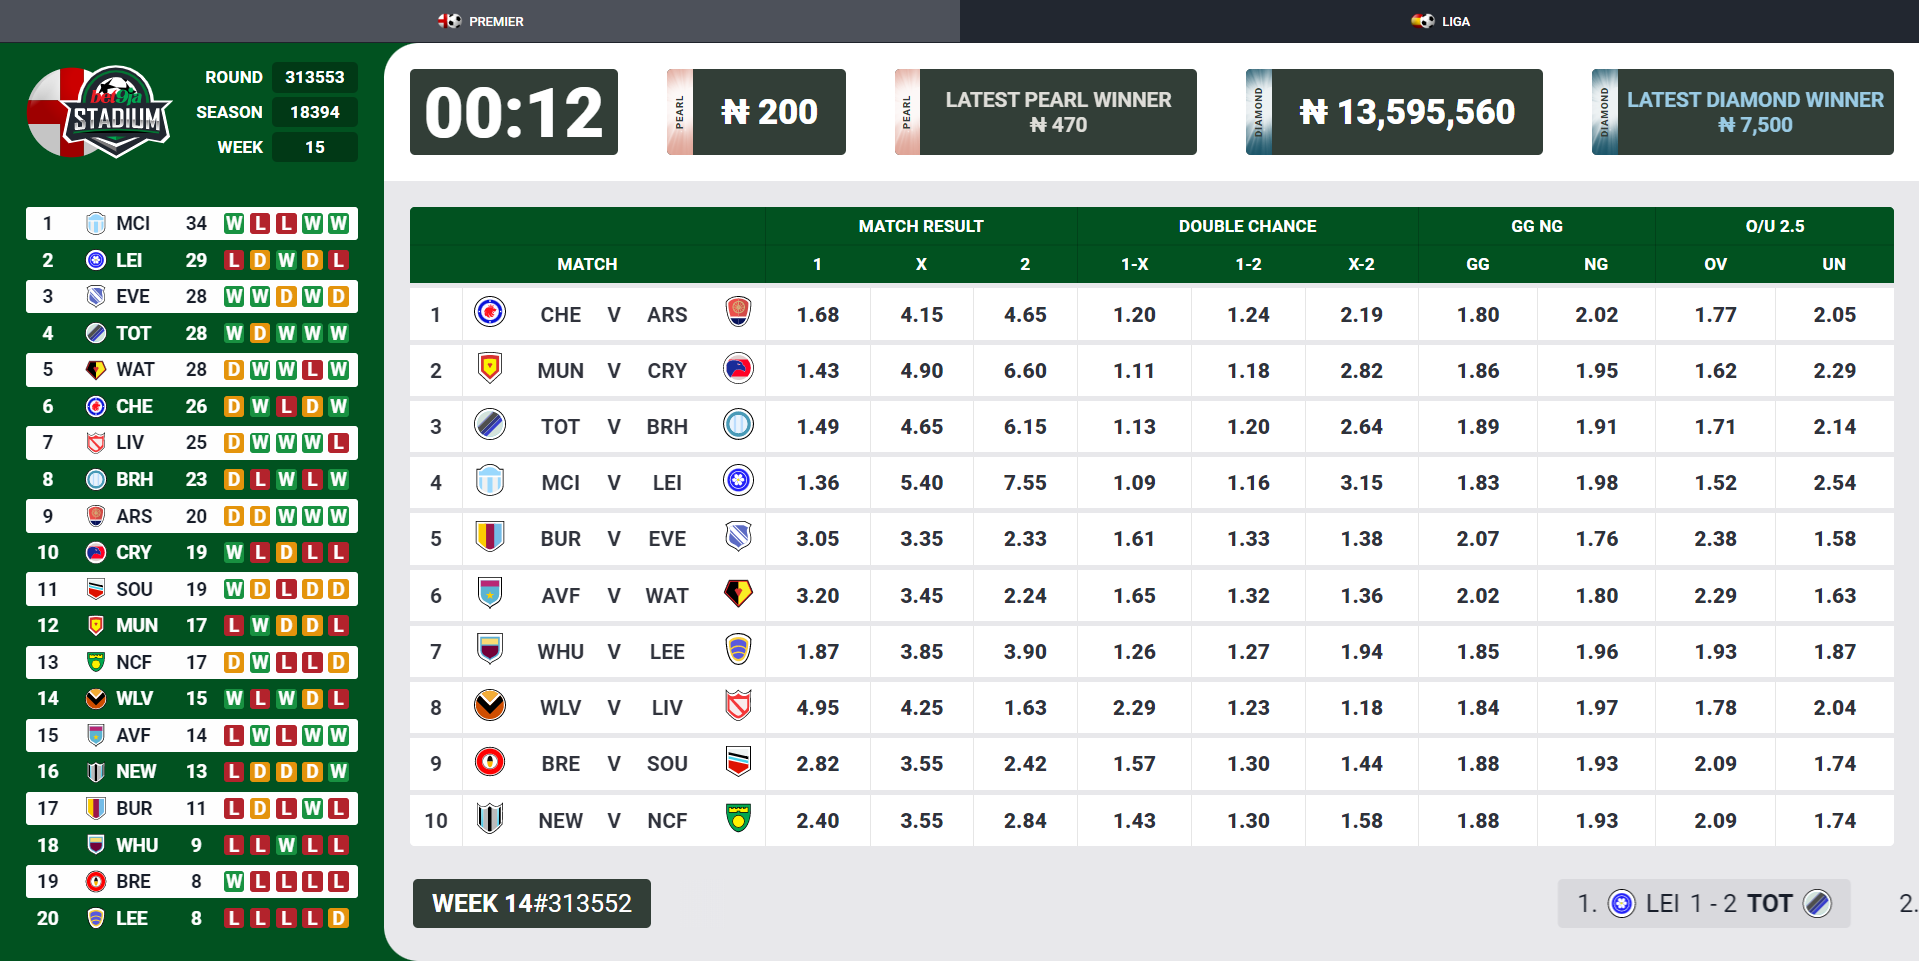 PREMIER
LIGA
bet9ja
STADIUM
ROUND 313553
SEASON 18394
WEEK 15
00:12
PEARL
₦ 200
PEARL
LATEST PEARL WINNER
₦ 470
DIAMOND
₦ 13,595,560
DIAMOND
LATEST DIAMOND WINNER
₦ 7,500
1 MCI 34 W L L W W
2 LEI 29 L D W D L
3 EVE 28 W W D W D
4 TOT 28 W D W W W
5 WAT 28 D W W L W
6 CHE 26 D W L D W
7 LIV 25 D W W W L
8 BRH 23 D L W L W
9 ARS 20 D D W W W
10 CRY 19 W L D L L
11 SOU 19 W D L D D
12 MUN 17 L W D D L
13 NCF 17 D W L L D
14 WLV 15 W L W D L
15 AVF 14 L W L W W
16 NEW 13 L D D D W
17 BUR 11 L D L W L
18 WHU 9 L L W L L
19 BRE 8 W L L L L
20 LEE 8 L L L L D
MATCH RESULT DOUBLE CHANCE GG NG O/U 2.5
MATCH 1 X 2 1-X 1-2 X-2 GG NG OV UN
1 CHE V ARS 1.68 4.15 4.65 1.20 1.24 2.19 1.80 2.02 1.77 2.05
2 MUN V CRY 1.43 4.90 6.60 1.11 1.18 2.82 1.86 1.95 1.62 2.29
3 TOT V BRH 1.49 4.65 6.15 1.13 1.20 2.64 1.89 1.91 1.71 2.14
4 MCI V LEI 1.36 5.40 7.55 1.09 1.16 3.15 1.83 1.98 1.52 2.54
5 BUR V EVE 3.05 3.35 2.33 1.61 1.33 1.38 2.07 1.76 2.38 1.58
6 AVF V WAT 3.20 3.45 2.24 1.65 1.32 1.36 2.02 1.80 2.29 1.63
7 WHU V LEE 1.87 3.85 3.90 1.26 1.27 1.94 1.85 1.96 1.93 1.87
8 WLV V LIV 4.95 4.25 1.63 2.29 1.23 1.18 1.84 1.97 1.78 2.04
9 BRE V SOU 2.82 3.55 2.42 1.57 1.30 1.44 1.88 1.93 2.09 1.74
10 NEW V NCF 2.40 3.55 2.84 1.43 1.30 1.58 1.88 1.93 2.09 1.74
WEEK 14#313552
1. LEI 1 - 2 TOT
2.